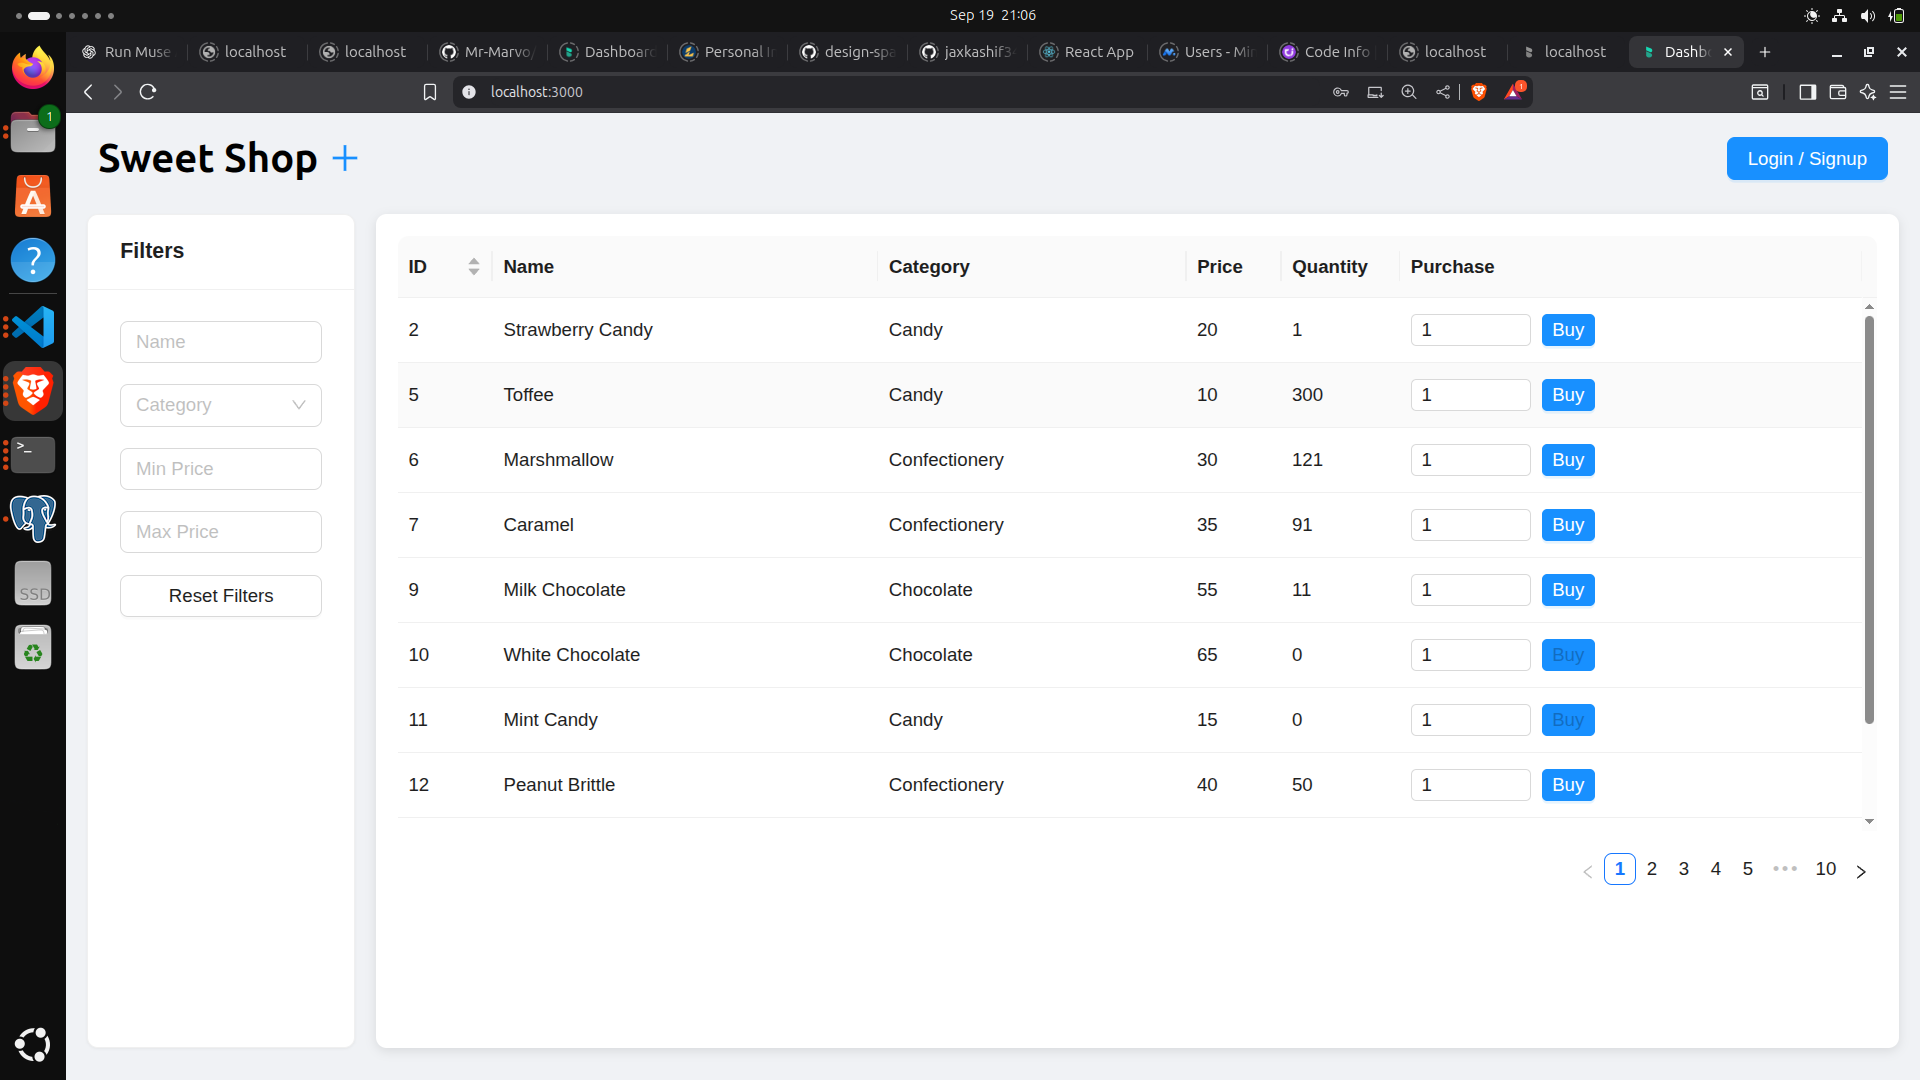 Sep 19 21:06
Run Muse
localhost
localhost
Mr-Marvo/
Dashboard
Personal In
design-spa
jaxkashif34
React App
Users - Min
Code Info
localhost
localhost
Dashb
localhost:3000
1
1
Sweet Shop
Login / Signup
Filters
Name
Category
Min Price
Max Price
Reset Filters
ID Name Category Price Quantity Purchase
2 Strawberry Candy Candy 20 1 1 Buy
5 Toffee Candy 10 300 1 Buy
6 Marshmallow Confectionery 30 121 1 Buy
7 Caramel Confectionery 35 91 1 Buy
9 Milk Chocolate Chocolate 55 11 1 Buy
10 White Chocolate Chocolate 65 0 1 Buy
11 Mint Candy Candy 15 0 1 Buy
12 Peanut Brittle Confectionery 40 50 1 Buy
1 2 3 4 5 ••• 10
SSD